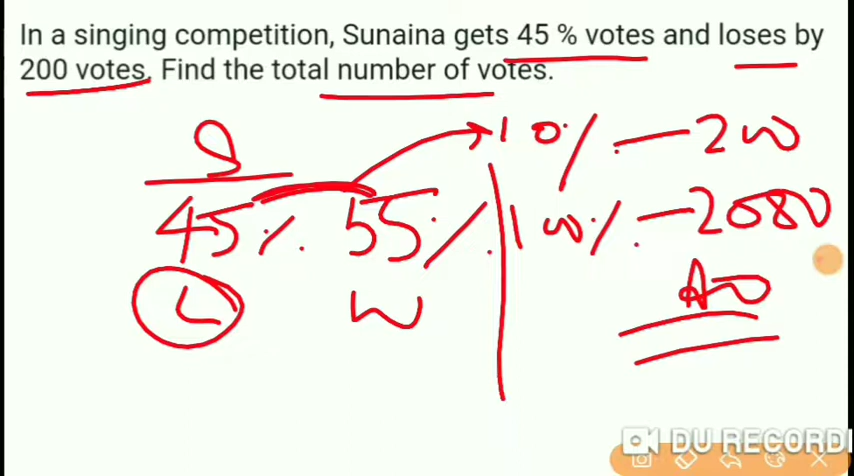 In a singing competition, Sunaina gets 45 % votes and loses by
200 votes. Find the total number of votes.
S
10% — 200
45% 55% 100% — 2000
L W
DU RECORD